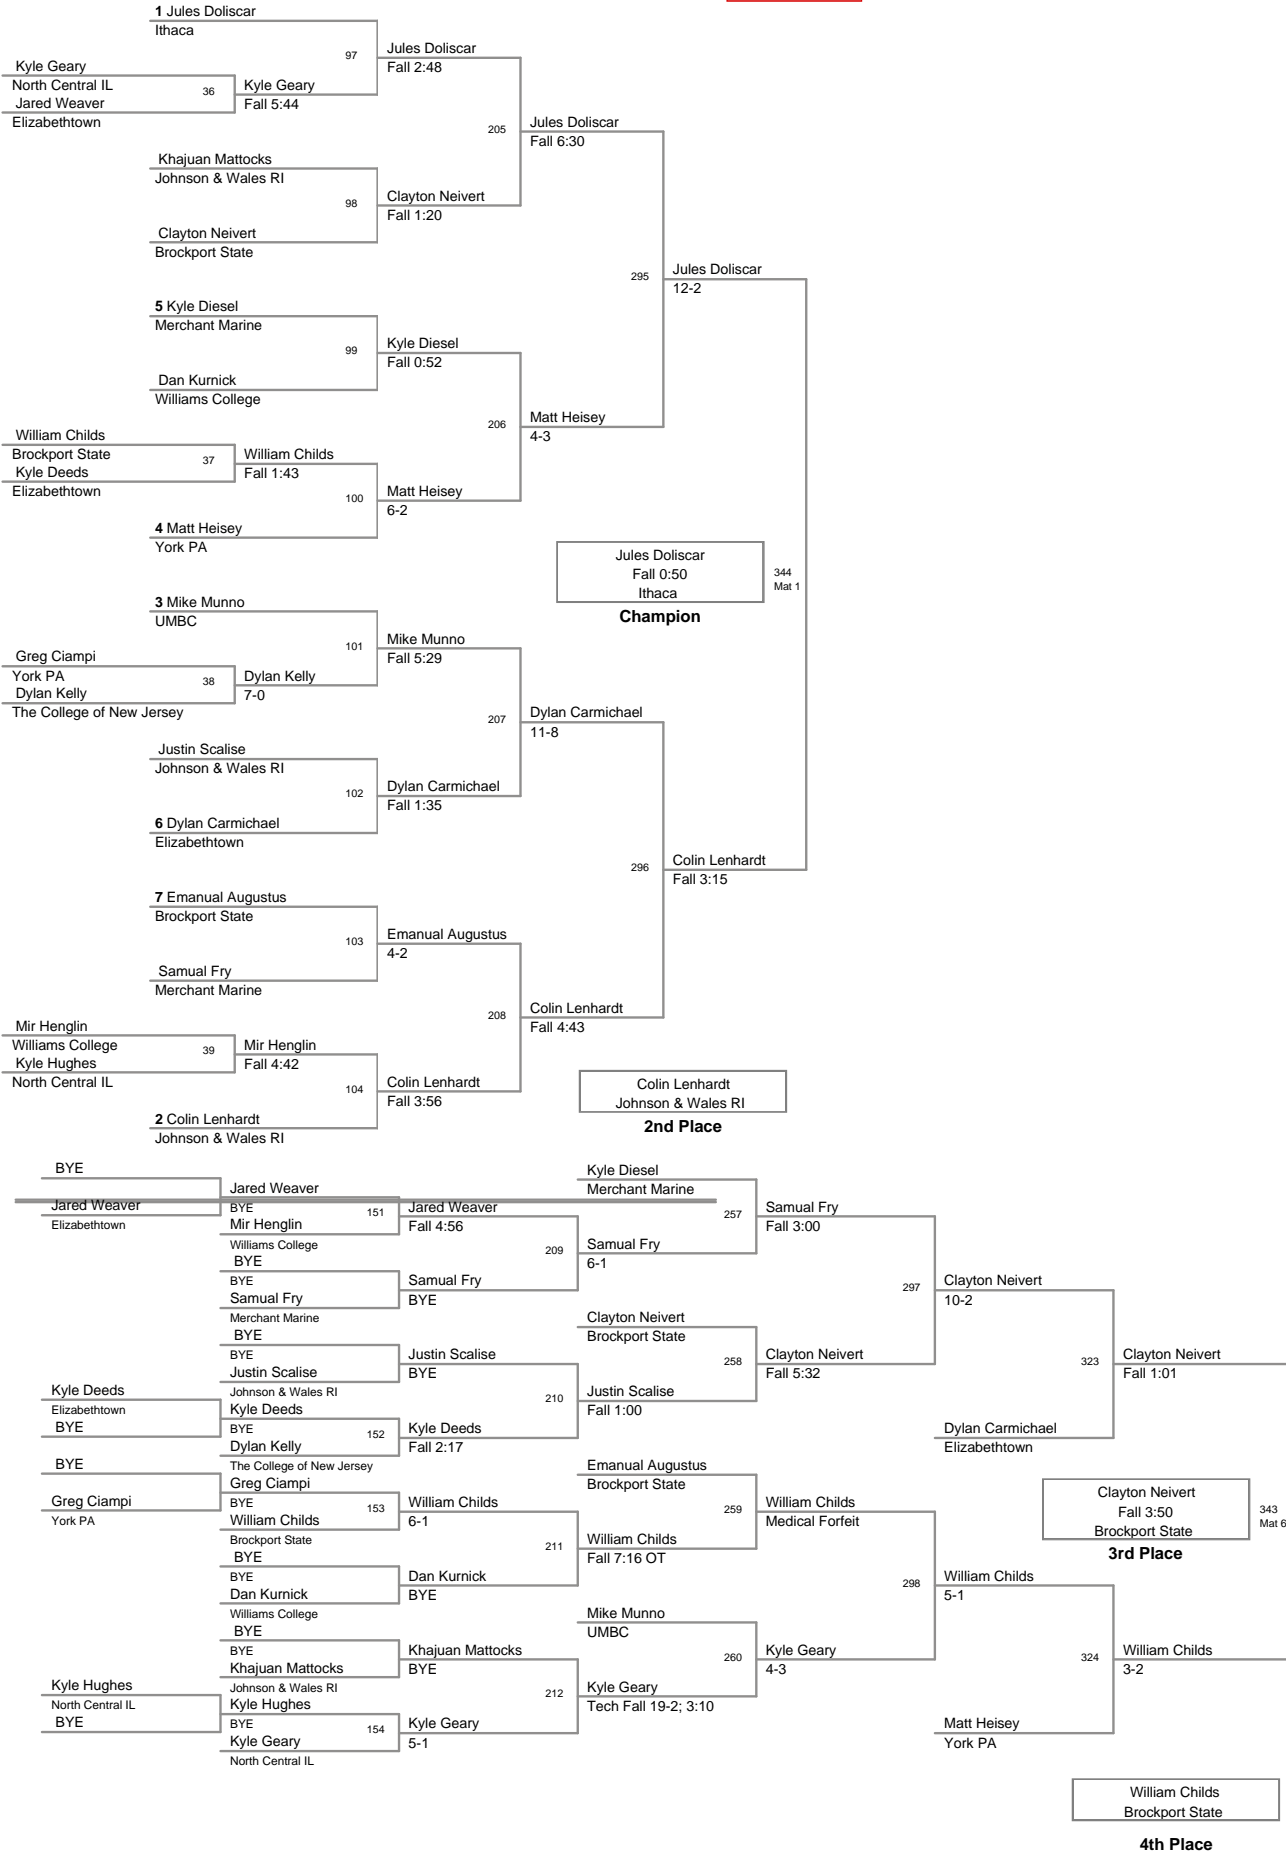 1 Jules Doliscar
Ithaca
97
Jules Doliscar
Fall 2:48
Kyle Geary
North Central IL
36
Kyle Geary
Fall 5:44
Jared Weaver
Elizabethtown
205
Jules Doliscar
Fall 6:30
Khajuan Mattocks
Johnson & Wales RI
98
Clayton Neivert
Fall 1:20
Clayton Neivert
Brockport State
295
Jules Doliscar
12-2
5 Kyle Diesel
Merchant Marine
99
Kyle Diesel
Fall 0:52
Dan Kurnick
Williams College
206
Matt Heisey
4-3
William Childs
Brockport State
37
William Childs
Fall 1:43
Kyle Deeds
Elizabethtown
100
Matt Heisey
6-2
4 Matt Heisey
York PA
Jules Doliscar
Fall 0:50
Ithaca
344
Mat 1
Champion
3 Mike Munno
UMBC
101
Mike Munno
Fall 5:29
Greg Ciampi
York PA
38
Dylan Kelly
7-0
Dylan Kelly
The College of New Jersey
207
Dylan Carmichael
11-8
Justin Scalise
Johnson & Wales RI
102
Dylan Carmichael
Fall 1:35
6 Dylan Carmichael
Elizabethtown
296
Colin Lenhardt
Fall 3:15
7 Emanual Augustus
Brockport State
103
Emanual Augustus
4-2
Samual Fry
Merchant Marine
208
Colin Lenhardt
Fall 4:43
Mir Henglin
Williams College
39
Mir Henglin
Fall 4:42
Kyle Hughes
North Central IL
104
Colin Lenhardt
Fall 3:56
2 Colin Lenhardt
Johnson & Wales RI
Colin Lenhardt
Johnson & Wales RI
2nd Place
BYE
Jared Weaver
Elizabethtown
Jared Weaver
BYE
151
Mir Henglin
Williams College
Jared Weaver
Fall 4:56
BYE
BYE
Samual Fry
Merchant Marine
Samual Fry
BYE
209
Samual Fry
6-1
Kyle Diesel
Merchant Marine
257
Samual Fry
Fall 3:00
BYE
BYE
Justin Scalise
Johnson & Wales RI
Justin Scalise
BYE
Kyle Deeds
Elizabethtown
BYE
Kyle Deeds
BYE
152
Dylan Kelly
The College of New Jersey
Kyle Deeds
Fall 2:17
210
Justin Scalise
Fall 1:00
Clayton Neivert
Brockport State
258
Clayton Neivert
Fall 5:32
297
Clayton Neivert
10-2
323
Clayton Neivert
Fall 1:01
Dylan Carmichael
Elizabethtown
BYE
Greg Ciampi
York PA
Greg Ciampi
BYE
153
William Childs
Brockport State
William Childs
6-1
BYE
BYE
Dan Kurnick
Williams College
Dan Kurnick
BYE
211
William Childs
Fall 7:16 OT
Emanual Augustus
Brockport State
259
William Childs
Medical Forfeit
Clayton Neivert
Fall 3:50
Brockport State
343
Mat 6
3rd Place
BYE
BYE
Khajuan Mattocks
Johnson & Wales RI
Khajuan Mattocks
BYE
Kyle Hughes
North Central IL
BYE
Kyle Hughes
BYE
154
Kyle Geary
North Central IL
Kyle Geary
5-1
212
Kyle Geary
Tech Fall 19-2; 3:10
Mike Munno
UMBC
260
Kyle Geary
4-3
298
William Childs
5-1
324
William Childs
3-2
Matt Heisey
York PA
William Childs
Brockport State
4th Place